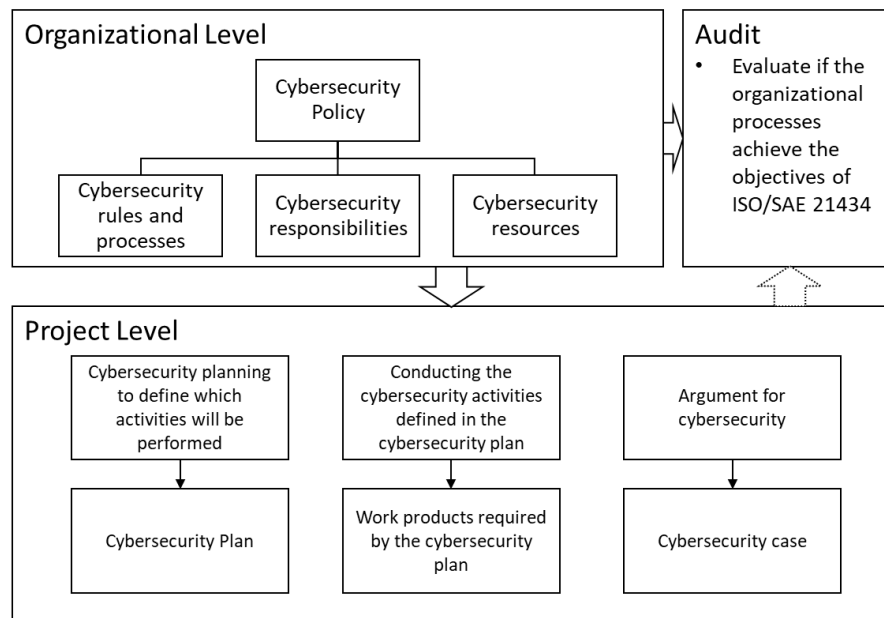 Organizational Level
Cybersecurity
Policy
Cybersecurity
rules and
processes
Cybersecurity
responsibilities
Cybersecurity
resources
Audit
• Evaluate if the
organizational
processes
achieve the
objectives of
ISO/SAE 21434
Project Level
Cybersecurity planning
to define which
activities will be
performed
Conducting the
cybersecurity activities
defined in the
cybersecurity plan
Argument for
cybersecurity
Cybersecurity Plan
Work products required
by the cybersecurity
plan
Cybersecurity case